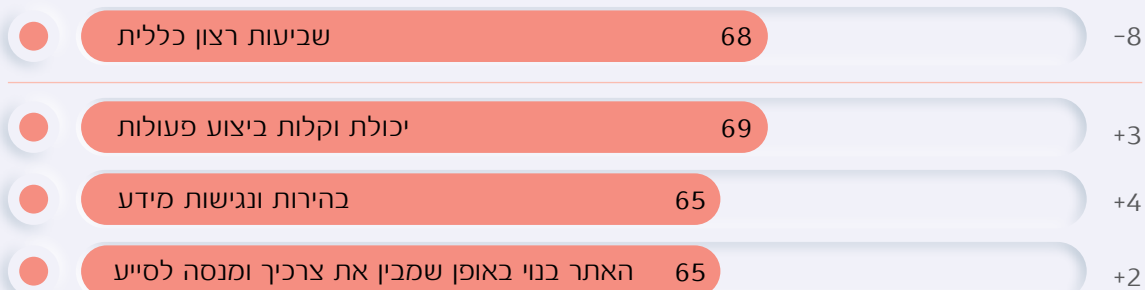 שביעות רצון כללית 68 -8
יכולת וקלות ביצוע פעולות 69 +3
בהירות ונגישות מידע 65 +4
האתר בנוי באופן שמבין את צרכיך ומנסה לסייע 65 +2